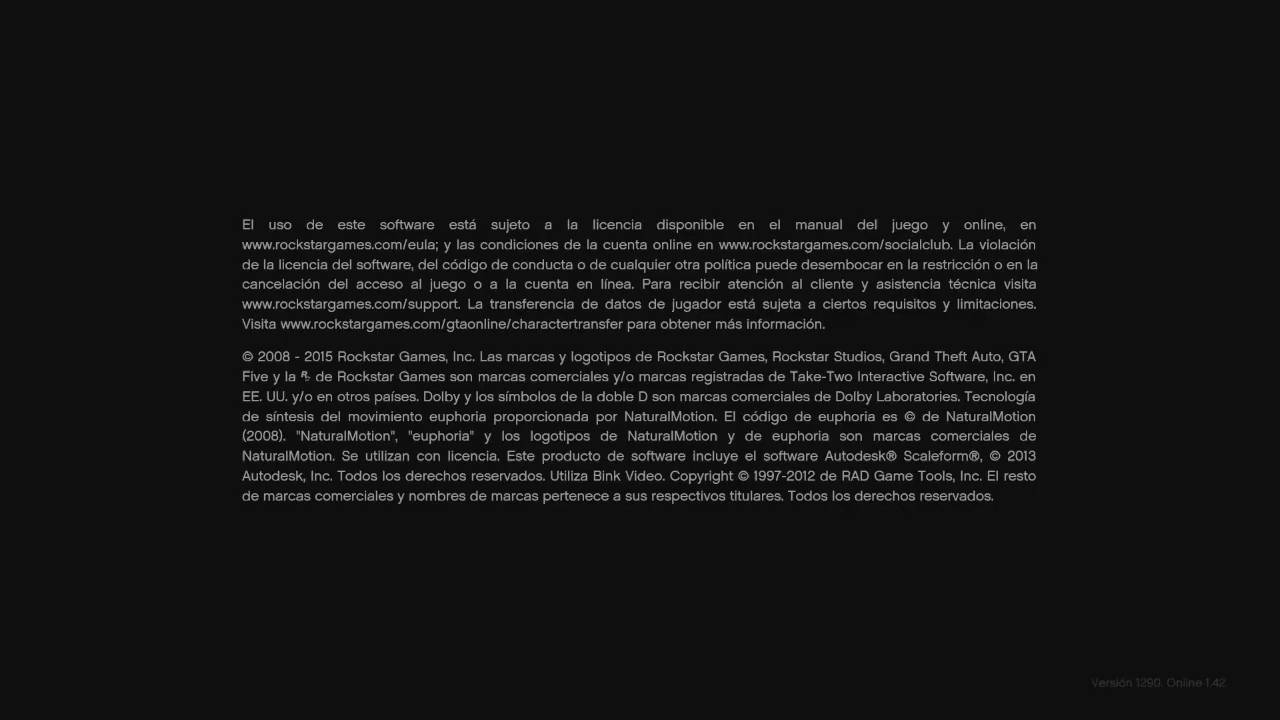 El uso de este software está sujeto a la licencia disponible en el manual del juego y online, en
www.rockstargames.com/eula; y las condiciones de la cuenta online en www.rockstargames.com/socialclub. La violación
de la licencia del software, del código de conducta o de cualquier otra política puede desembocar en la restricción o en la
cancelación del acceso al juego o a la cuenta en línea. Para recibir atención al cliente y asistencia técnica visita
www.rockstargames.com/support. La transferencia de datos de jugador está sujeta a ciertos requisitos y limitaciones.
Visita www.rockstargames.com/gtaonline/charactertransfer para obtener más información.
© 2008 - 2015 Rockstar Games, Inc. Las marcas y logotipos de Rockstar Games, Rockstar Studios, Grand Theft Auto, GTA
Five y la R* de Rockstar Games son marcas comerciales y/o marcas registradas de Take-Two Interactive Software, Inc. en
EE. UU. y/o en otros países. Dolby y los símbolos de la doble D son marcas comerciales de Dolby Laboratories. Tecnología
de síntesis del movimiento euphoria proporcionada por NaturalMotion. El código de euphoria es © de NaturalMotion
(2008). "NaturalMotion", "euphoria" y los logotipos de NaturalMotion y de euphoria son marcas comerciales de
NaturalMotion. Se utilizan con licencia. Este producto de software incluye el software Autodesk® Scaleform®, © 2013
Autodesk, Inc. Todos los derechos reservados. Utiliza Bink Video. Copyright © 1997-2012 de RAD Game Tools, Inc. El resto
de marcas comerciales y nombres de marcas pertenece a sus respectivos titulares. Todos los derechos reservados.
Versión 1290. Online 1.42